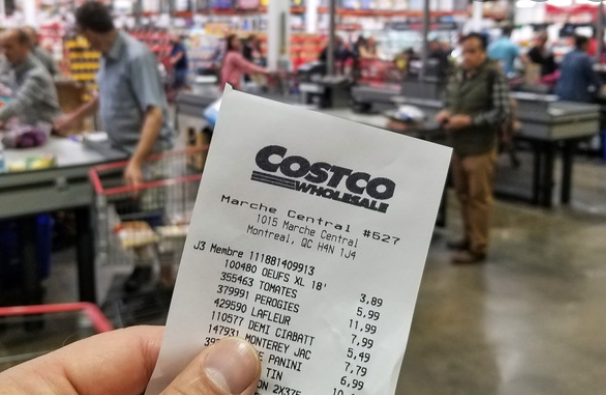 COSTCO
WHOLESALE
Marche Central #527
1015 Marche Central
Montreal, QC H4N 1J4
J3 Membre 111881409913
100480 OEUFS XL 18' 3,89
355463 TOMATES 5,99
379991 PEROGIES 11,99
429590 LAFLEUR 7,99
110577 DEMI CIABATT 5,49
147931 MONTEREY JAC 7,79
PANINI 6,99
TIN
2X375